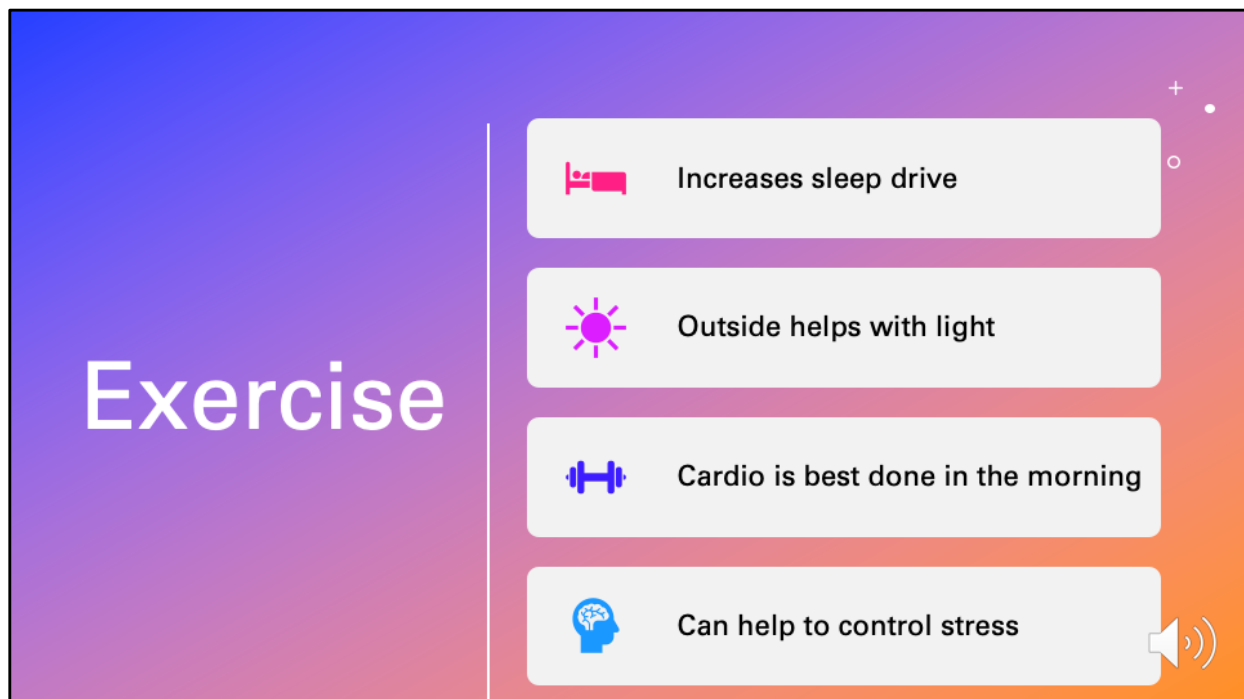 Exercise
Increases sleep drive
Outside helps with light
Cardio is best done in the morning
Can help to control stress